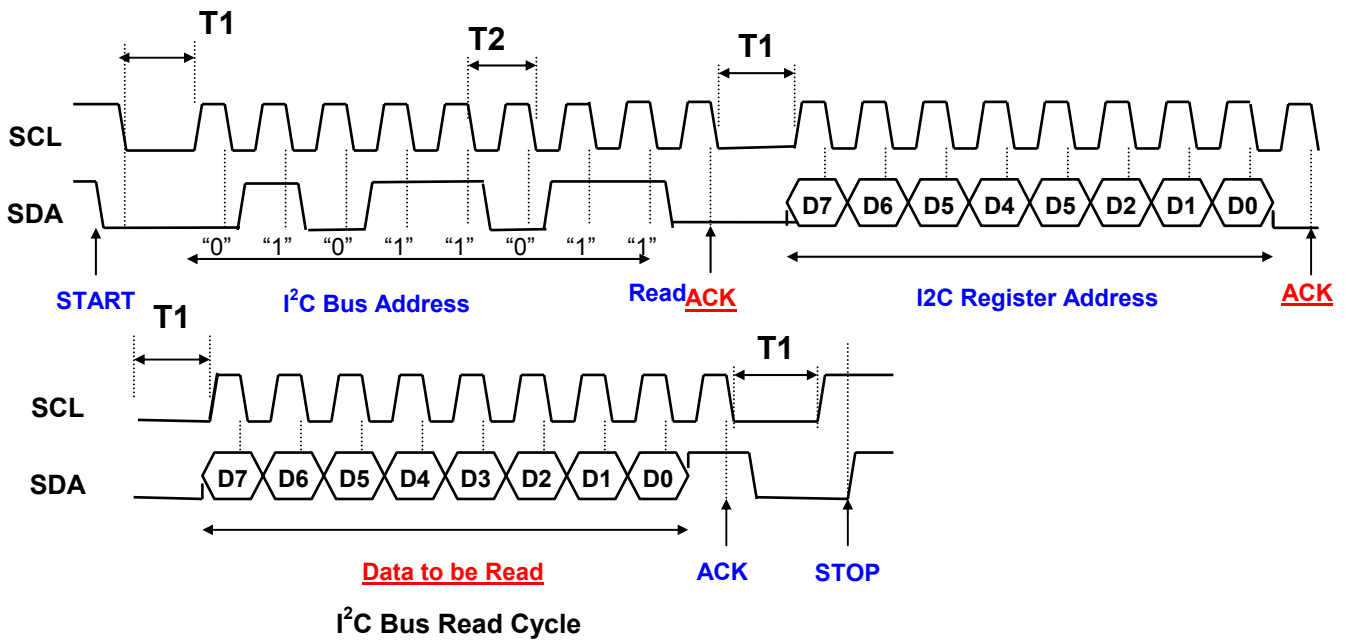 T1
T2
T1
SCL
SDA
D7 D6 D5 D4 D5 D2 D1 D0
“0” “1” “0” “1” “1” “0” “1” “1”
START
I²C Bus Address
Read ACK
I2C Register Address
ACK
T1
T1
SCL
SDA
D7 D6 D5 D4 D3 D2 D1 D0
Data to be Read
ACK
STOP
I²C Bus Read Cycle